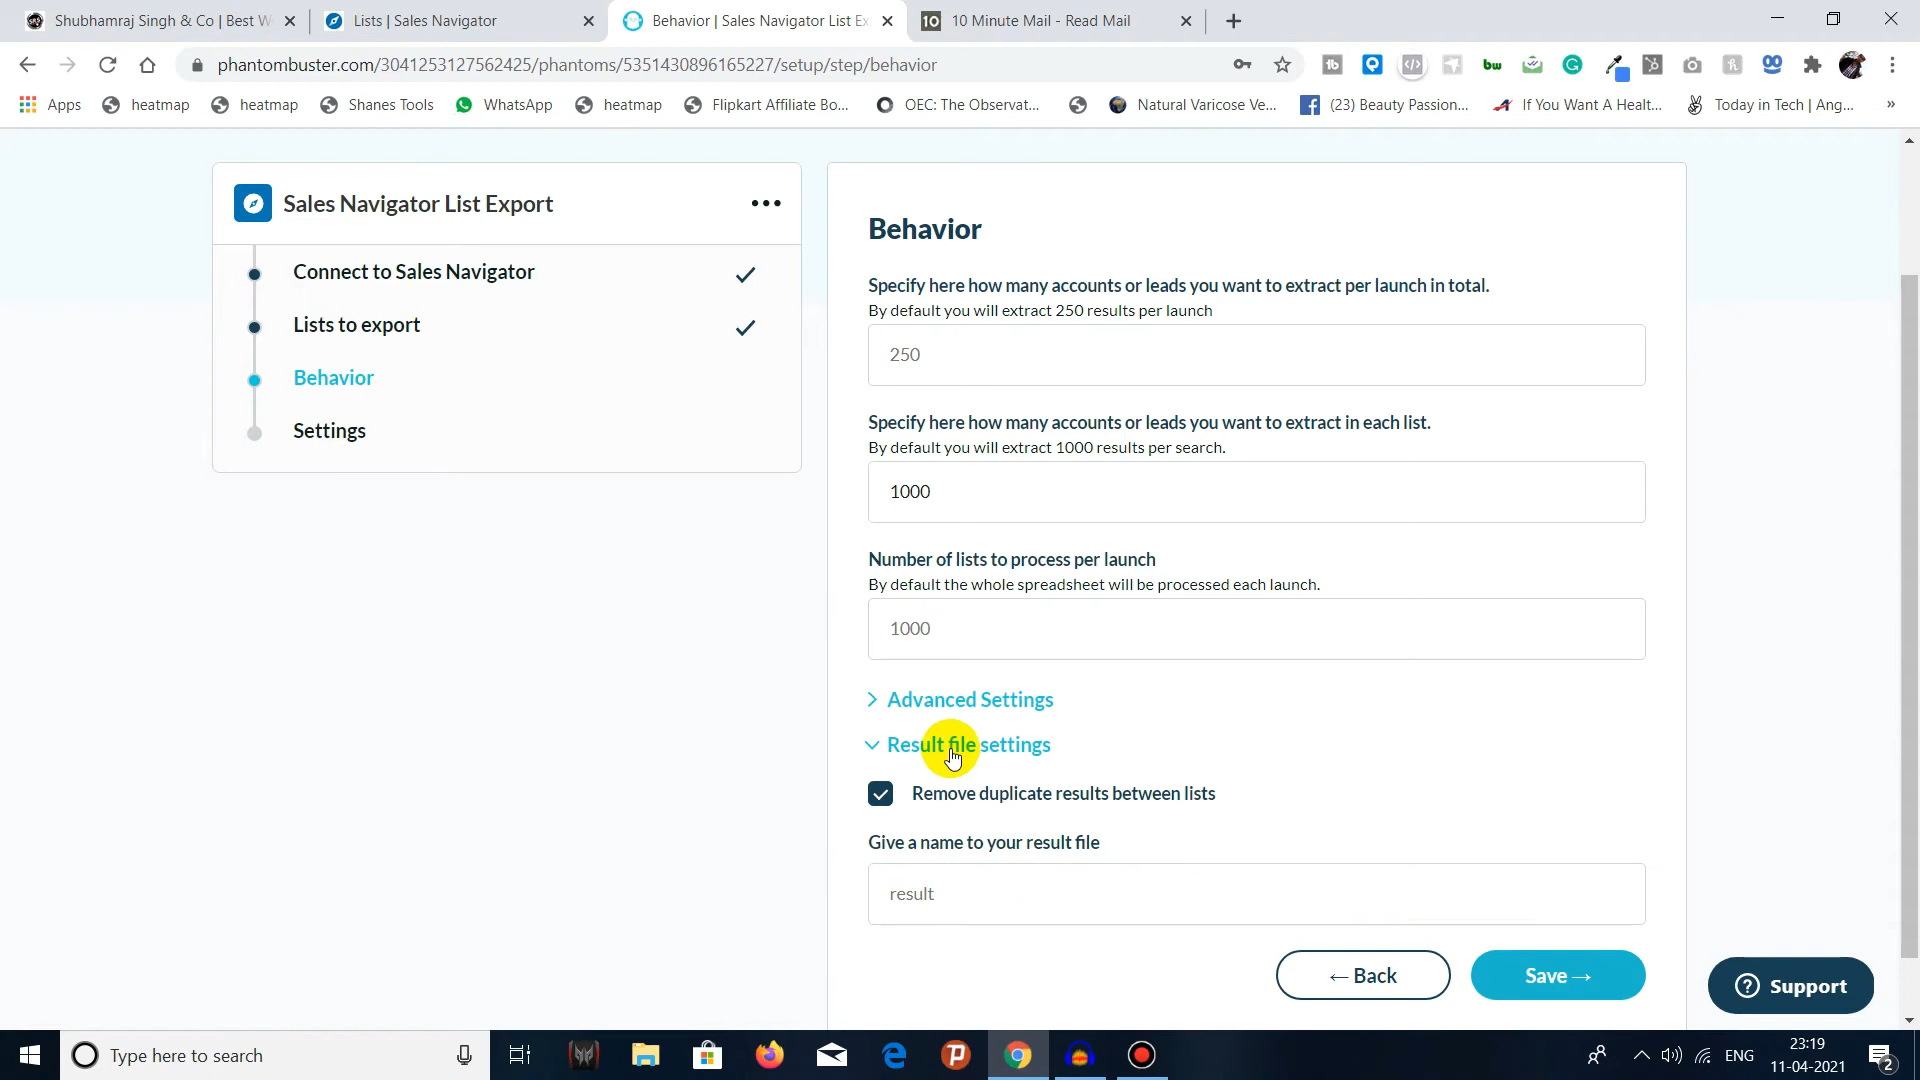 Shubhamraj Singh & Co | Best W
Lists | Sales Navigator
Behavior | Sales Navigator List Ex
10 10 Minute Mail - Read Mail
phantombuster.com/3041253127562425/phantoms/5351430896165227/setup/step/behavior
bw
Apps
heatmap
heatmap
Shanes Tools
WhatsApp
heatmap
Flipkart Affiliate Bo...
OEC: The Observat...
Natural Varicose Ve...
(23) Beauty Passion...
If You Want A Healt...
Today in Tech | Ang...
»
Sales Navigator List Export
Connect to Sales Navigator
Lists to export
Behavior
Settings
Behavior
Specify here how many accounts or leads you want to extract per launch in total.
By default you will extract 250 results per launch
250
Specify here how many accounts or leads you want to extract in each list.
By default you will extract 1000 results per search.
1000
Number of lists to process per launch
By default the whole spreadsheet will be processed each launch.
1000
Advanced Settings
Result file settings
Remove duplicate results between lists
Give a name to your result file
result
← Back
Save →
? Support
Type here to search
ENG
23:19
11-04-2021
2